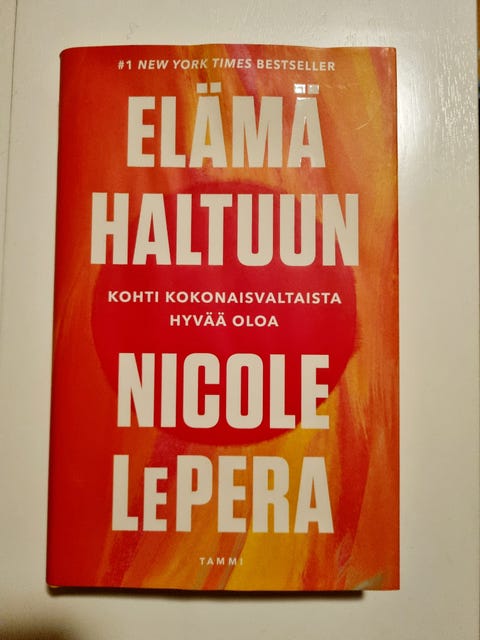 #1 NEW YORK TIMES BESTSELLER
ELÄMÄ
HALTUUN
KOHTI KOKONAISVALTAISTA
HYVÄÄ OLOA
NICOLE
LEPERA
TAMMI